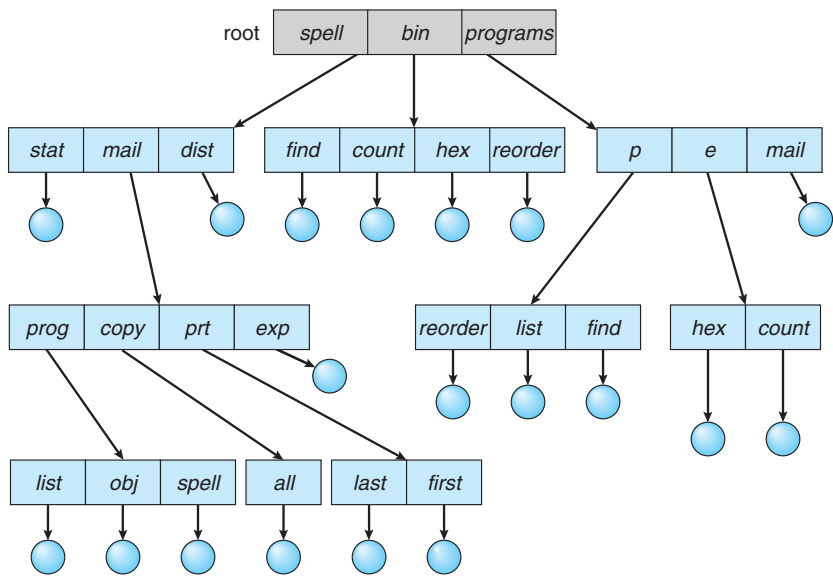 root spell bin programs
stat mail dist find count hex reorder p e mail
prog copy prt exp reorder list find hex count
list obj spell all last first